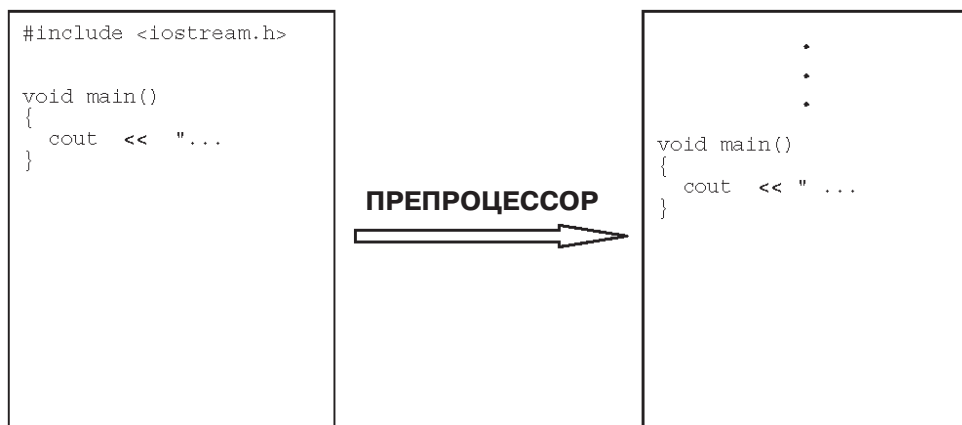 #include <iostream.h>
void main()
{
cout << "...
}
ПРЕПРОЦЕССОР
.
.
.
void main()
{
cout << " ...
}